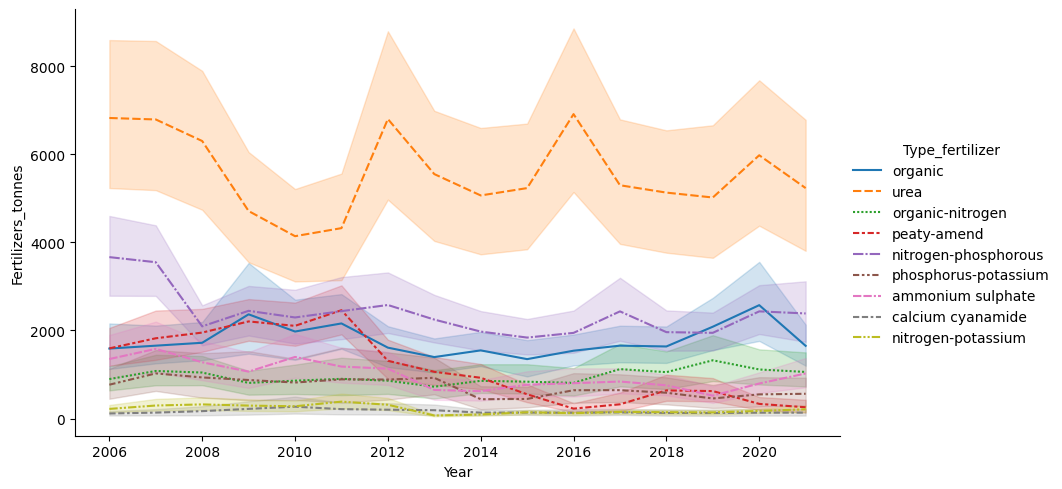 8000
6000
4000
2000
0
Fertilizers_tonnes
2006
2008
2010
2012
2014
2016
2018
2020
Year
Type_fertilizer
organic
urea
organic-nitrogen
peaty-amend
nitrogen-phosphorous
phosphorus-potassium
ammonium sulphate
calcium cyanamide
nitrogen-potassium